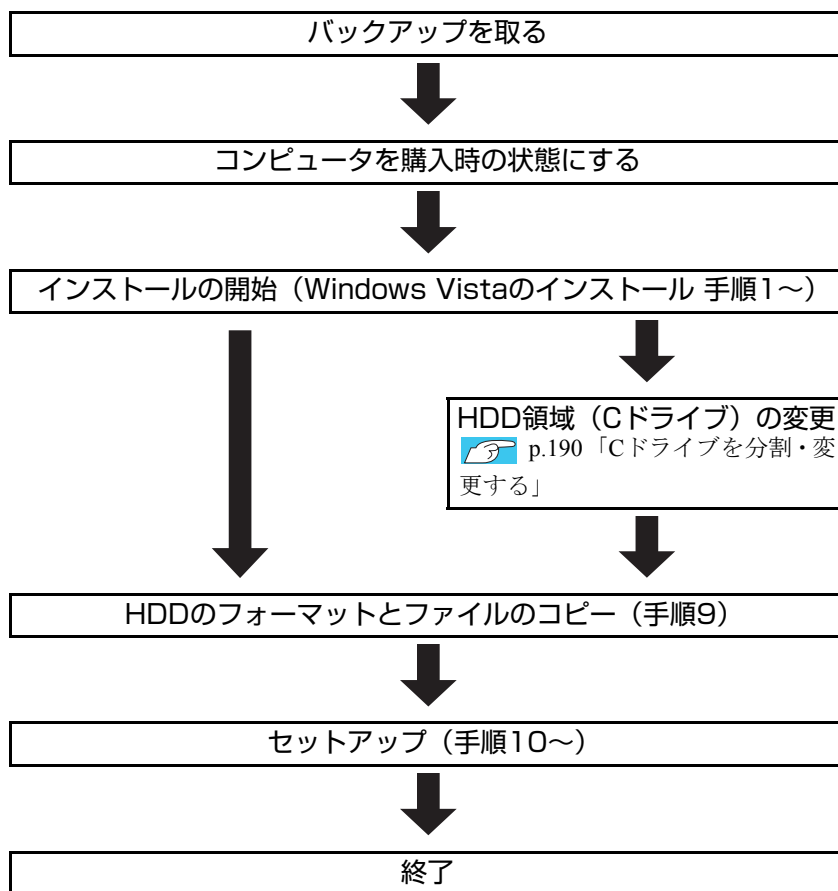 バックアップを取る
コンピュータを購入時の状態にする
インストールの開始（Windows Vistaのインストール 手順1～）
HDD領域（Cドライブ）の変更
p.190「Cドライブを分割・変
更する」
HDDのフォーマットとファイルのコピー（手順9）
セットアップ（手順10～）
終了